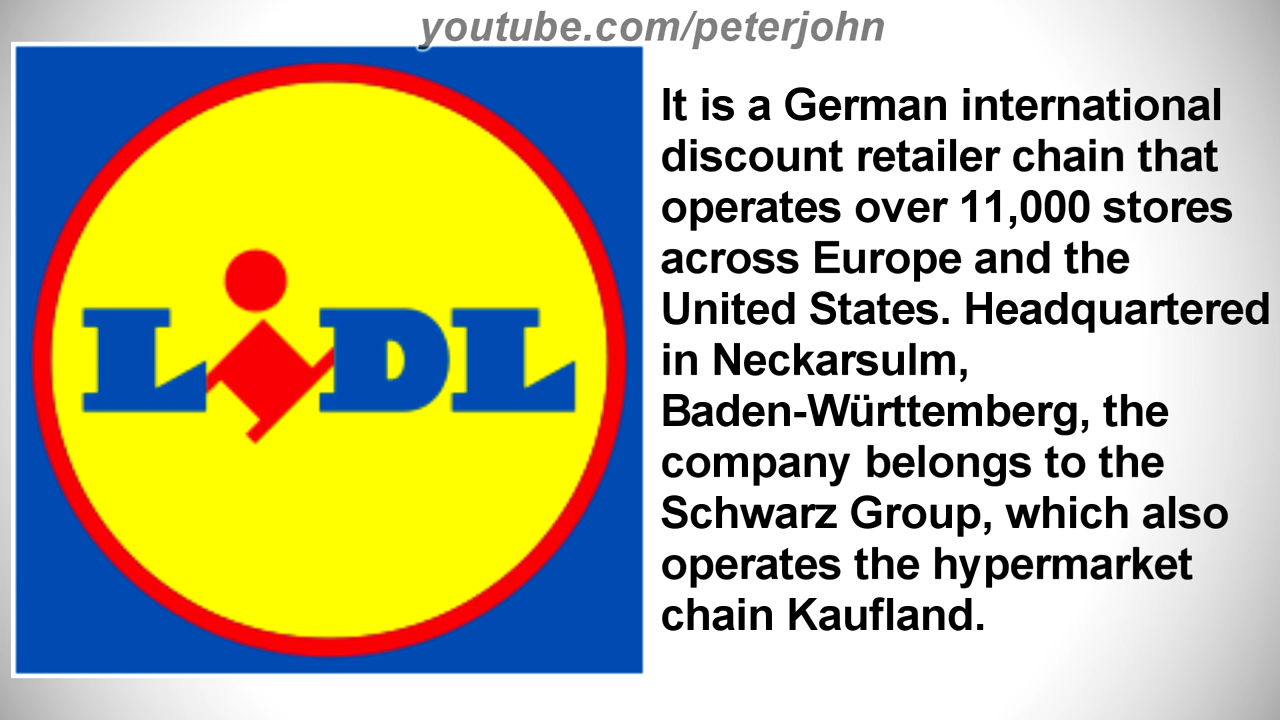 youtube.com/peterjohn
LiDL
It is a German international
discount retailer chain that
operates over 11,000 stores
across Europe and the
United States. Headquartered
in Neckarsulm,
Baden-Württemberg, the
company belongs to the
Schwarz Group, which also
operates the hypermarket
chain Kaufland.